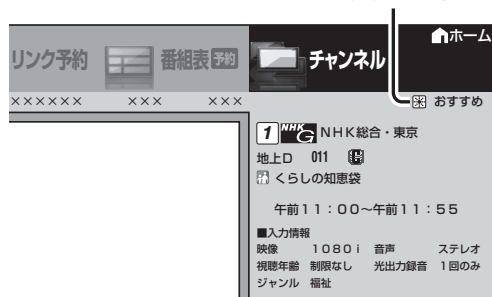 ホーム
リンク予約 番組表 予約 チャンネル
×××××× ××× ××× おすすめ
1 NHK G NHK総合・東京
地上D 011
くらしの知恵袋
午前11：00〜午前11：55
■入力情報
映像 1080i 音声 ステレオ
視聴年齢 制限なし 光出力録音 1回のみ
ジャンル 福祉